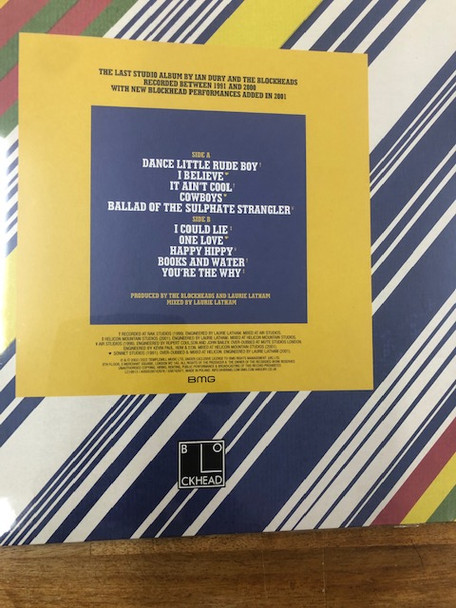 THE LAST STUDIO ALBUM BY IAN DURY AND THE BLOCKHEADS
RECORDED BETWEEN 1991 AND 2000
WITH NEW BLOCKHEAD PERFORMANCES ADDED IN 2001
SIDE A
DANCE LITTLE RUDE BOY
I BELIEVE
IT AIN'T COOL
COWBOYS
BALLAD OF THE SULPHATE STRANGLER
SIDE B
I COULD LIE
ONE LOVE
HAPPY HIPPY
BOOKS AND WATER
YOU'RE THE WHY
PRODUCED BY THE BLOCKHEADS AND LAURIE LATHAM
MIXED BY LAURIE LATHAM
BMG
B L O
CKHEAD